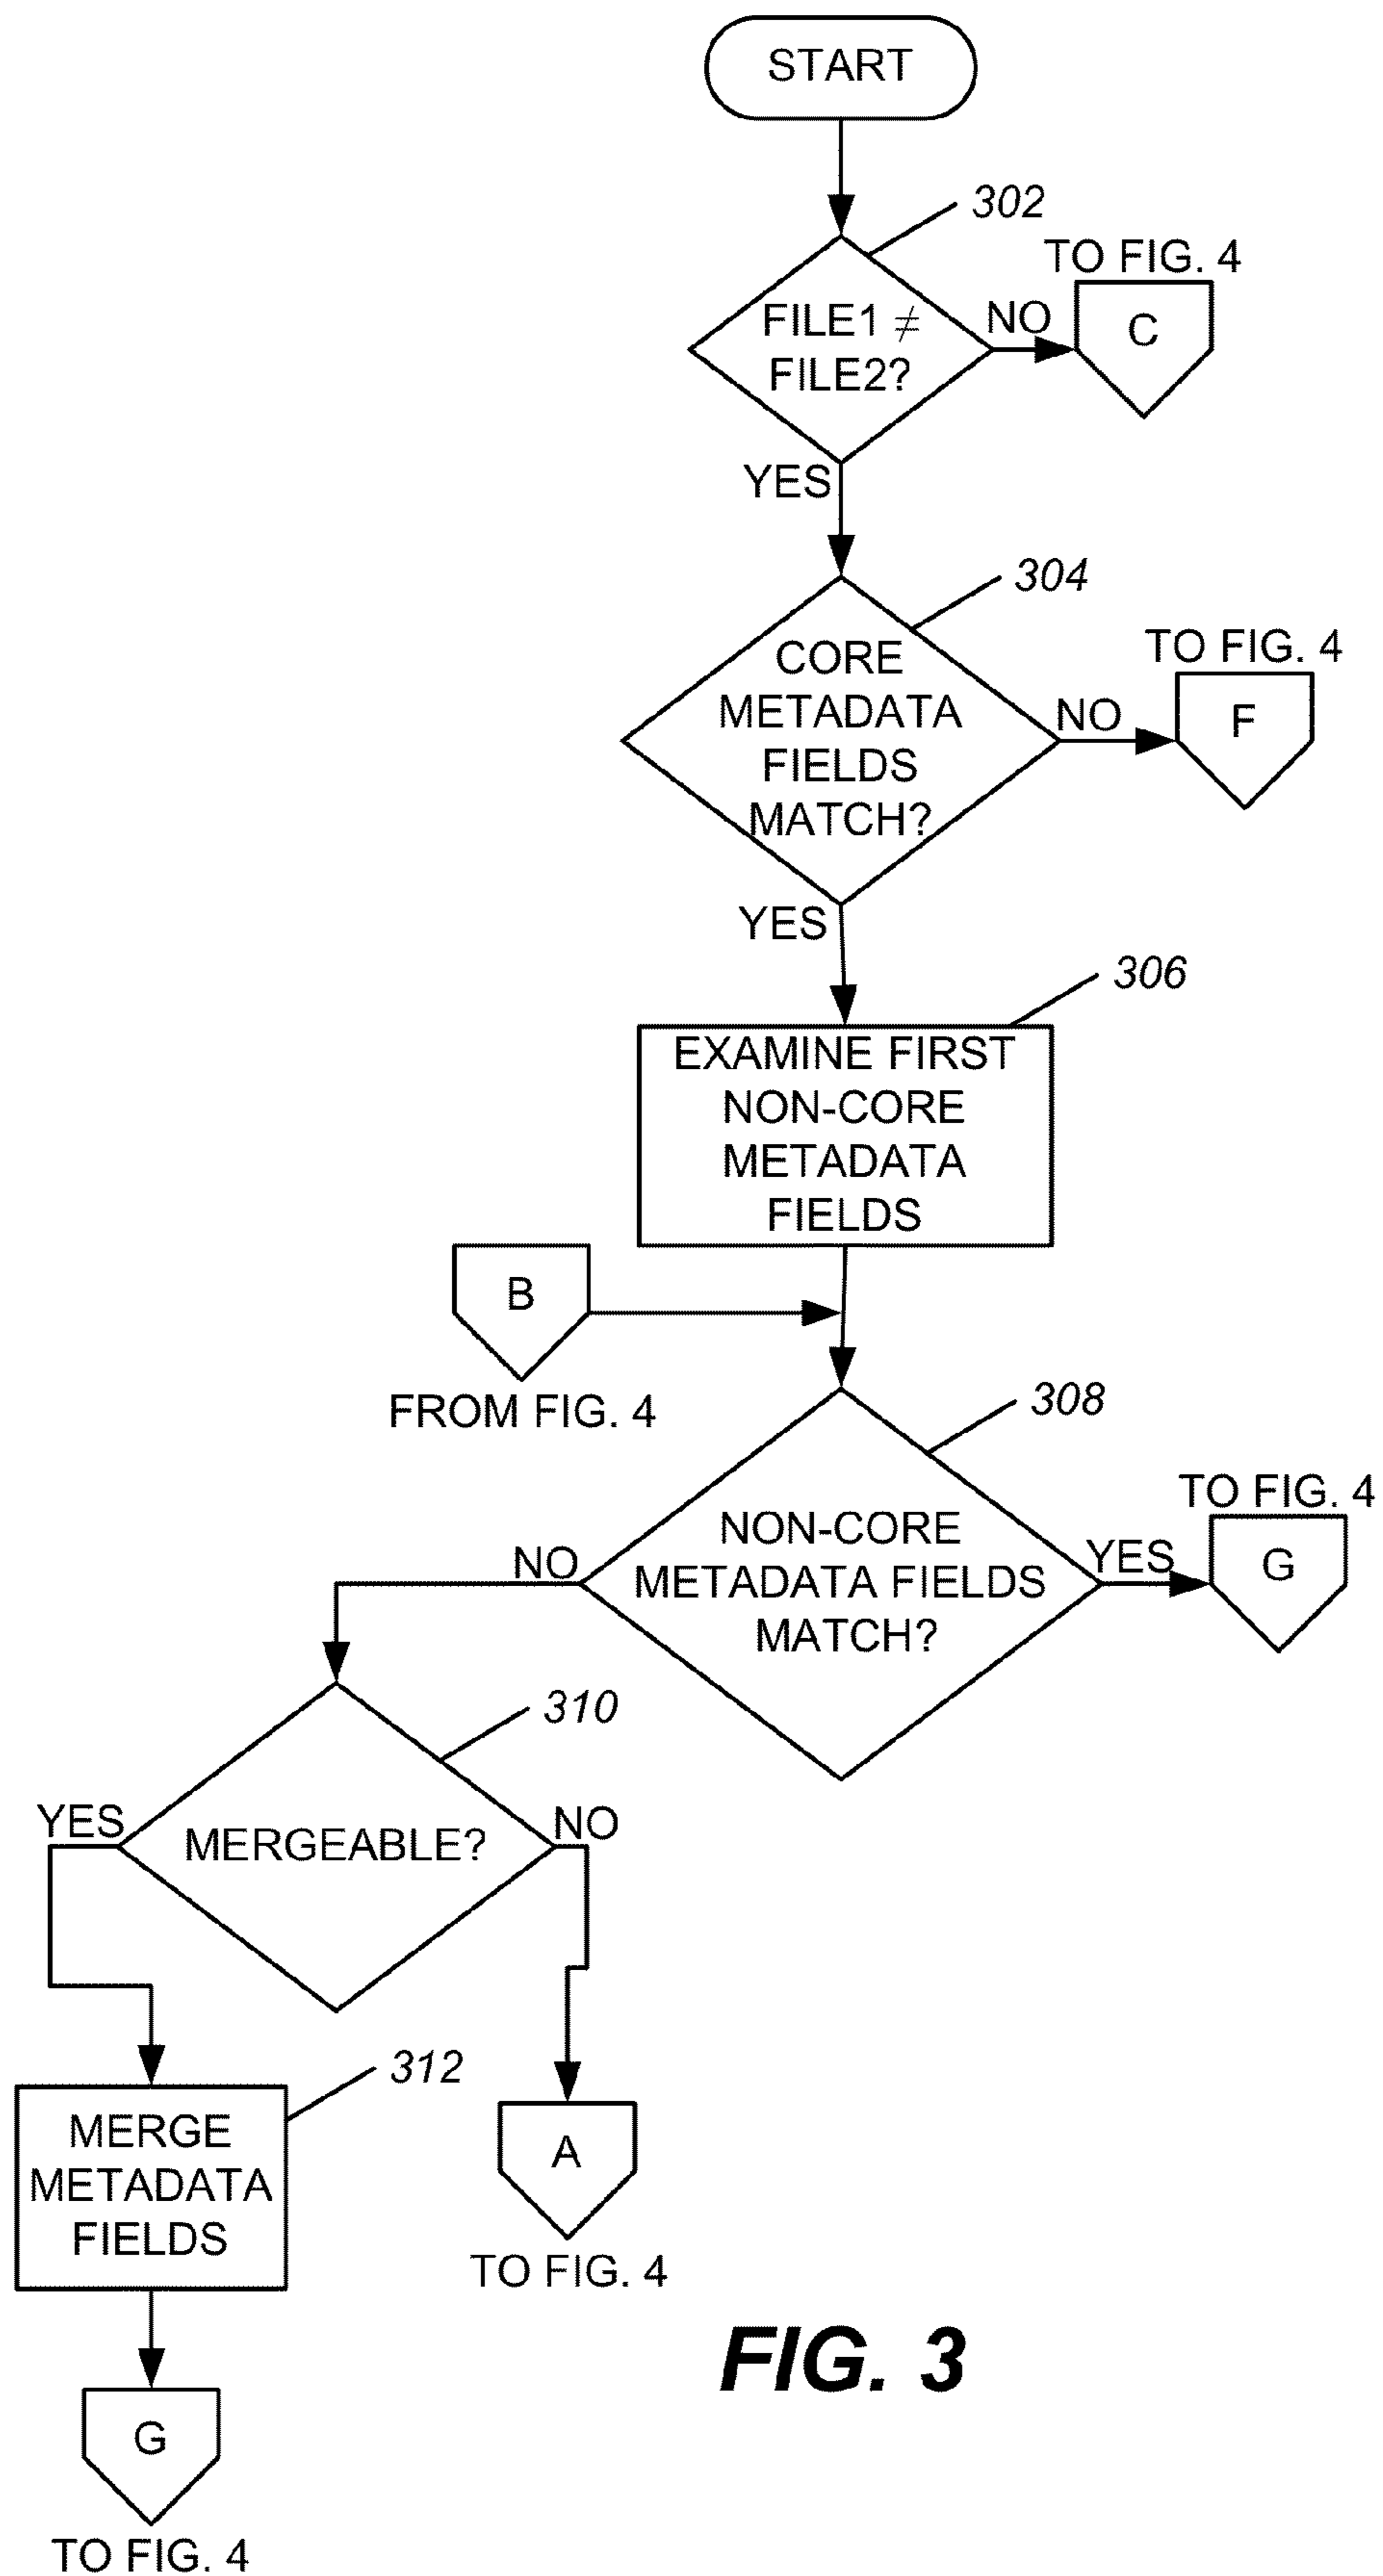 START
302
TO FIG. 4
FILE1 ≠
FILE2?
NO
C
YES
304
TO FIG. 4
CORE
METADATA
FIELDS
MATCH?
NO
F
YES
306
EXAMINE FIRST
NON-CORE
METADATA
FIELDS
B
FROM FIG. 4
308
TO FIG. 4
NON-CORE
METADATA FIELDS
MATCH?
NO
YES
G
310
YES
MERGEABLE?
NO
312
MERGE
METADATA
FIELDS
A
TO FIG. 4
FIG. 3
G
TO FIG. 4